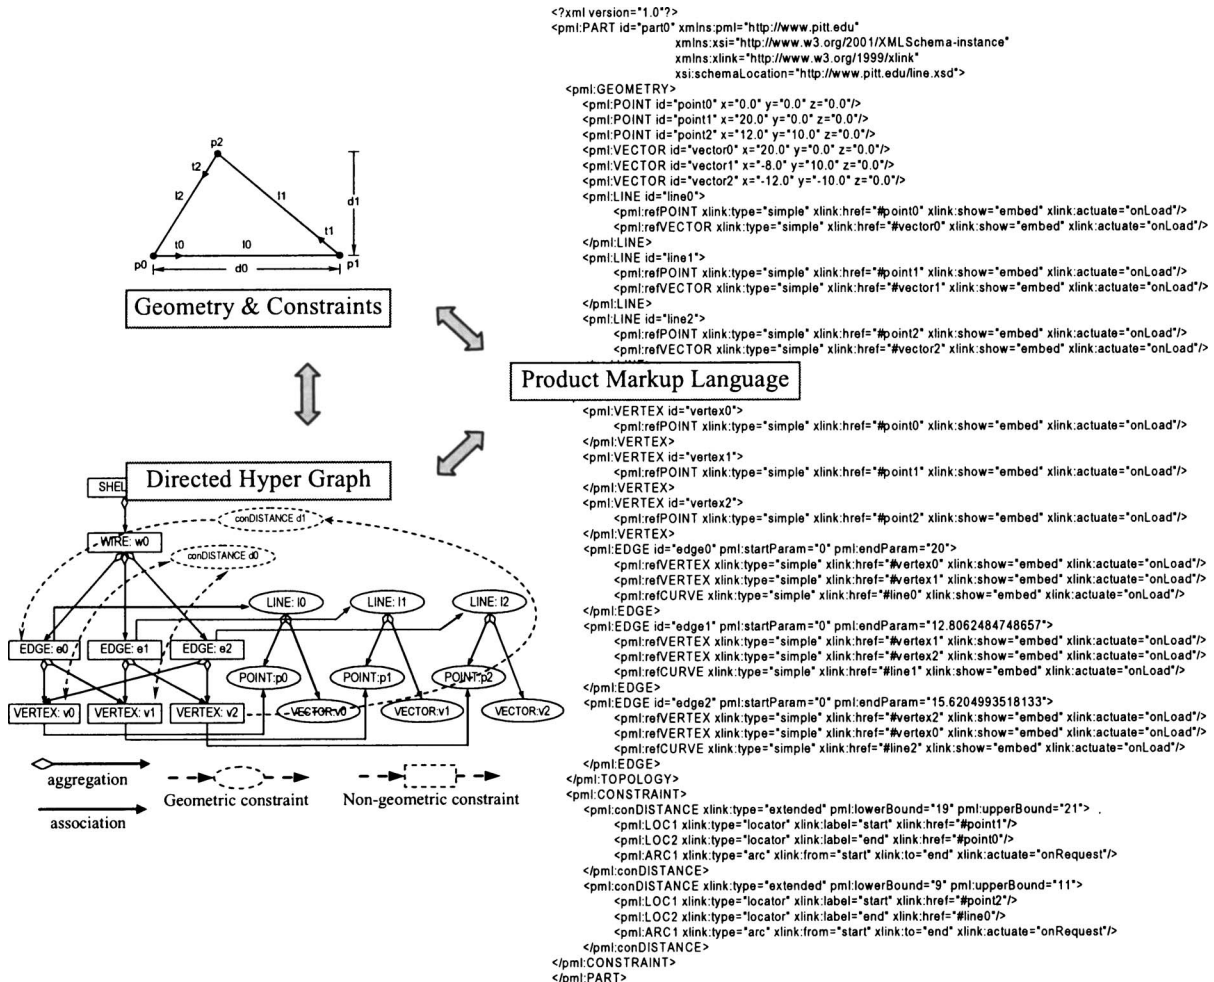 p2
t2
l2
l1
d1
t1
t0
l0
p0
d0
p1
Geometry & Constraints
Product Markup Language
Directed Hyper Graph
SHEL
conDISTANCE d1
WIRE: w0
conDISTANCE d0
LINE: l0
LINE: l1
LINE: l2
EDGE: e0
EDGE: e1
EDGE: e2
POINT:p0
POINT:p1
POINT:p2
VERTEX: v0
VERTEX: v1
VERTEX: v2
VECTOR:v0
VECTOR:v1
VECTOR:v2
aggregation
association
Geometric constraint
Non-geometric constraint
<?xml version="1.0"?>
<pml:PART id="part0" xmlns:pml="http://www.pitt.edu"
xmlns:xsi="http://www.w3.org/2001/XMLSchema-instance"
xmlns:xlink="http://www.w3.org/1999/xlink"
xsi:schemaLocation="http://www.pitt.edu/line.xsd">
<pml:GEOMETRY>
<pml:POINT id="point0" x="0.0" y="0.0" z="0.0"/>
<pml:POINT id="point1" x="20.0" y="0.0" z="0.0"/>
<pml:POINT id="point2" x="12.0" y="10.0" z="0.0"/>
<pml:VECTOR id="vector0" x="20.0" y="0.0" z="0.0"/>
<pml:VECTOR id="vector1" x="-8.0" y="10.0" z="0.0"/>
<pml:VECTOR id="vector2" x="-12.0" y="-10.0" z="0.0"/>
<pml:LINE id="line0">
<pml:refPOINT xlink:type="simple" xlink:href="#point0" xlink:show="embed" xlink:actuate="onLoad"/>
<pml:refVECTOR xlink:type="simple" xlink:href="#vector0" xlink:show="embed" xlink:actuate="onLoad"/>
</pml:LINE>
<pml:LINE id="line1">
<pml:refPOINT xlink:type="simple" xlink:href="#point1" xlink:show="embed" xlink:actuate="onLoad"/>
<pml:refVECTOR xlink:type="simple" xlink:href="#vector1" xlink:show="embed" xlink:actuate="onLoad"/>
</pml:LINE>
<pml:LINE id="line2">
<pml:refPOINT xlink:type="simple" xlink:href="#point2" xlink:show="embed" xlink:actuate="onLoad"/>
<pml:refVECTOR xlink:type="simple" xlink:href="#vector2" xlink:show="embed" xlink:actuate="onLoad"/>
<pml:VERTEX id="vertex0">
<pml:refPOINT xlink:type="simple" xlink:href="#point0" xlink:show="embed" xlink:actuate="onLoad"/>
</pml:VERTEX>
<pml:VERTEX id="vertex1">
<pml:refPOINT xlink:type="simple" xlink:href="#point1" xlink:show="embed" xlink:actuate="onLoad"/>
</pml:VERTEX>
<pml:VERTEX id="vertex2">
<pml:refPOINT xlink:type="simple" xlink:href="#point2" xlink:show="embed" xlink:actuate="onLoad"/>
</pml:VERTEX>
<pml:EDGE id="edge0" pml:startParam="0" pml:endParam="20">
<pml:refVERTEX xlink:type="simple" xlink:href="#vertex0" xlink:show="embed" xlink:actuate="onLoad"/>
<pml:refVERTEX xlink:type="simple" xlink:href="#vertex1" xlink:show="embed" xlink:actuate="onLoad"/>
<pml:refCURVE xlink:type="simple" xlink:href="#line0" xlink:show="embed" xlink:actuate="onLoad"/>
</pml:EDGE>
<pml:EDGE id="edge1" pml:startParam="0" pml:endParam="12.8062484748657">
<pml:refVERTEX xlink:type="simple" xlink:href="#vertex1" xlink:show="embed" xlink:actuate="onLoad"/>
<pml:refVERTEX xlink:type="simple" xlink:href="#vertex2" xlink:show="embed" xlink:actuate="onLoad"/>
<pml:refCURVE xlink:type="simple" xlink:href="#line1" xlink:show="embed" xlink:actuate="onLoad"/>
</pml:EDGE>
<pml:EDGE id="edge2" pml:startParam="0" pml:endParam="15.6204993518133">
<pml:refVERTEX xlink:type="simple" xlink:href="#vertex2" xlink:show="embed" xlink:actuate="onLoad"/>
<pml:refVERTEX xlink:type="simple" xlink:href="#vertex0" xlink:show="embed" xlink:actuate="onLoad"/>
<pml:refCURVE xlink:type="simple" xlink:href="#line2" xlink:show="embed" xlink:actuate="onLoad"/>
</pml:EDGE>
</pml:TOPOLOGY>
<pml:CONSTRAINT>
<pml:conDISTANCE xlink:type="extended" pml:lowerBound="19" pml:upperBound="21">
<pml:LOC1 xlink:type="locator" xlink:label="start" xlink:href="#point1"/>
<pml:LOC2 xlink:type="locator" xlink:label="end" xlink:href="#point0"/>
<pml:ARC1 xlink:type="arc" xlink:from="start" xlink:to="end" xlink:actuate="onRequest"/>
</pml:conDISTANCE>
<pml:conDISTANCE xlink:type="extended" pml:lowerBound="9" pml:upperBound="11">
<pml:LOC1 xlink:type="locator" xlink:label="start" xlink:href="#point2"/>
<pml:LOC2 xlink:type="locator" xlink:label="end" xlink:href="#line0"/>
<pml:ARC1 xlink:type="arc" xlink:from="start" xlink:to="end" xlink:actuate="onRequest"/>
</pml:conDISTANCE>
</pml:CONSTRAINT>
</pml:PART>